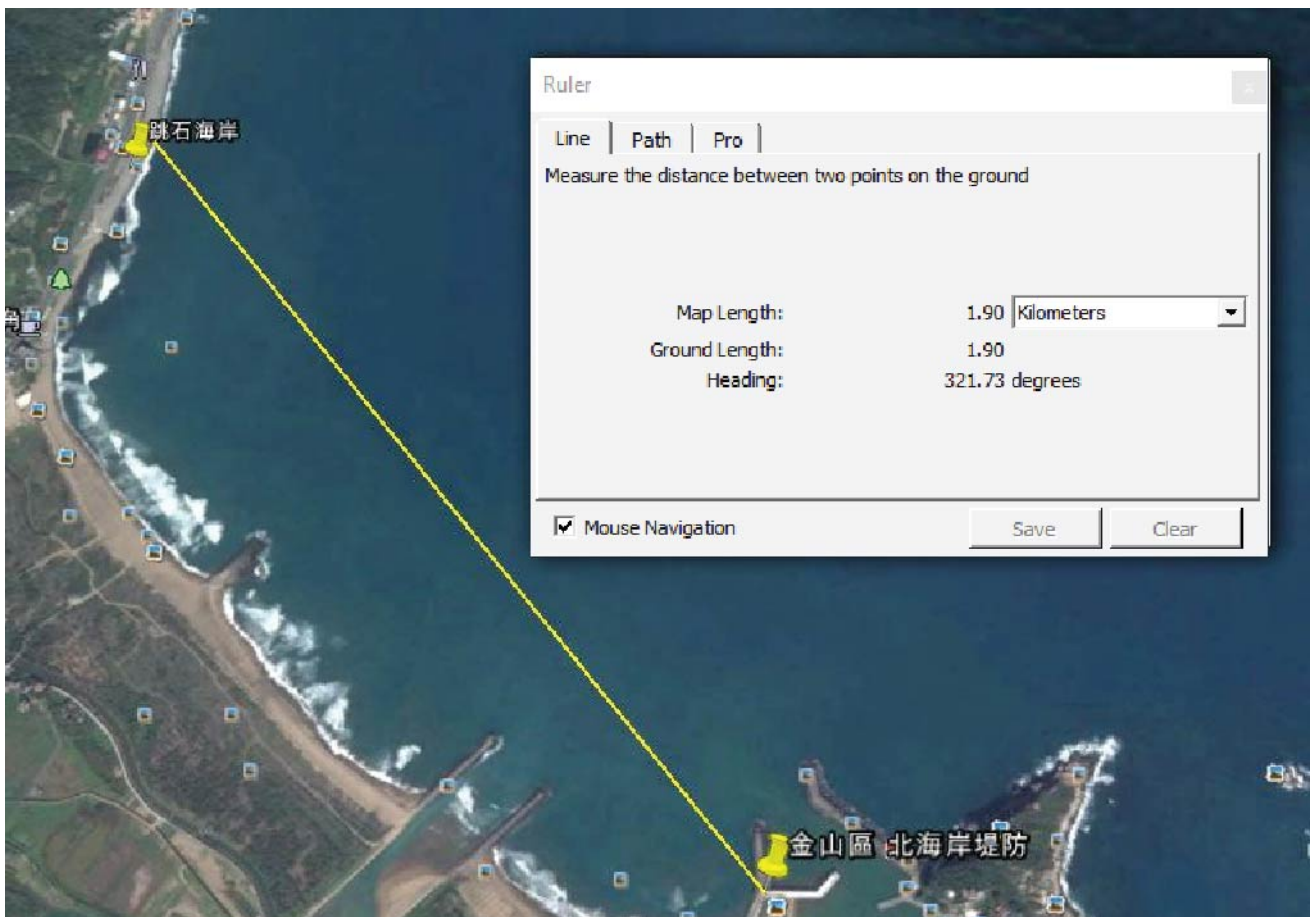 Ruler
跳石海岸
Line
Path
Pro
Measure the distance between two points on the ground
Map Length:
1.90
Kilometers
Ground Length:
1.90
Heading:
321.73 degrees
Mouse Navigation
Save
Clear
金山區 北海岸堤防